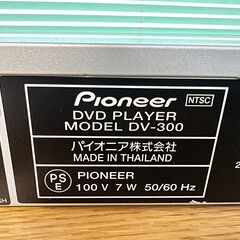 Pioneer NTSC
DVD PLAYER
MODEL DV-300
パイオニア株式会社
MADE IN THAILAND
PS E PIONEER
100 V 7 W 50/60 Hz